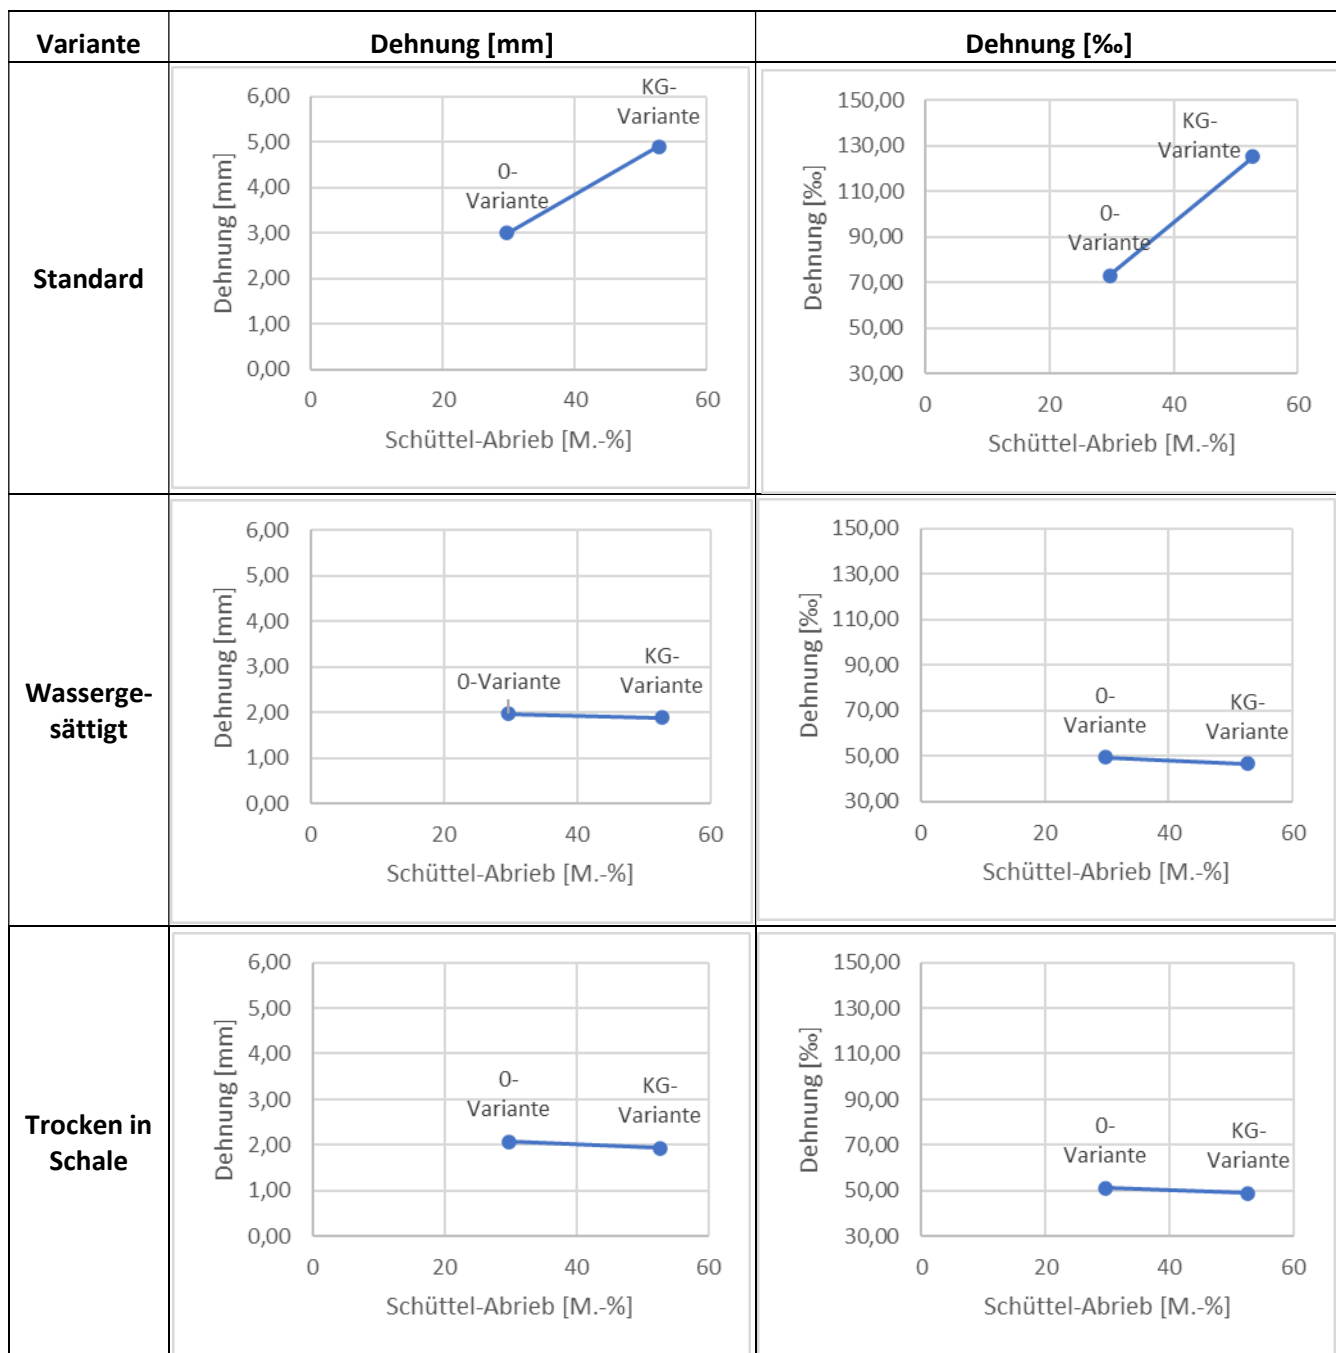 Variante Dehnung [mm] Dehnung [‰]
Standard
6,00
5,00
4,00
3,00
2,00
1,00
0,00
0 20 40 60
Dehnung [mm]
Schüttel-Abrieb [M.-%]
0-
Variante
KG-
Variante
150,00
130,00
110,00
90,00
70,00
50,00
30,00
0 20 40 60
Dehnung [‰]
Schüttel-Abrieb [M.-%]
0-
Variante
KG-
Variante
Wasserge-
sättigt
6,00
5,00
4,00
3,00
2,00
1,00
0,00
0 20 40 60
Dehnung [mm]
Schüttel-Abrieb [M.-%]
0-Variante
KG-
Variante
150,00
130,00
110,00
90,00
70,00
50,00
30,00
0 20 40 60
Dehnung [‰]
Schüttel-Abrieb [M.-%]
0-
Variante
KG-
Variante
Trocken in
Schale
6,00
5,00
4,00
3,00
2,00
1,00
0,00
0 20 40 60
Dehnung [mm]
Schüttel-Abrieb [M.-%]
0-
Variante
KG-
Variante
150,00
130,00
110,00
90,00
70,00
50,00
30,00
0 20 40 60
Dehnung [‰]
Schüttel-Abrieb [M.-%]
0-
Variante
KG-
Variante